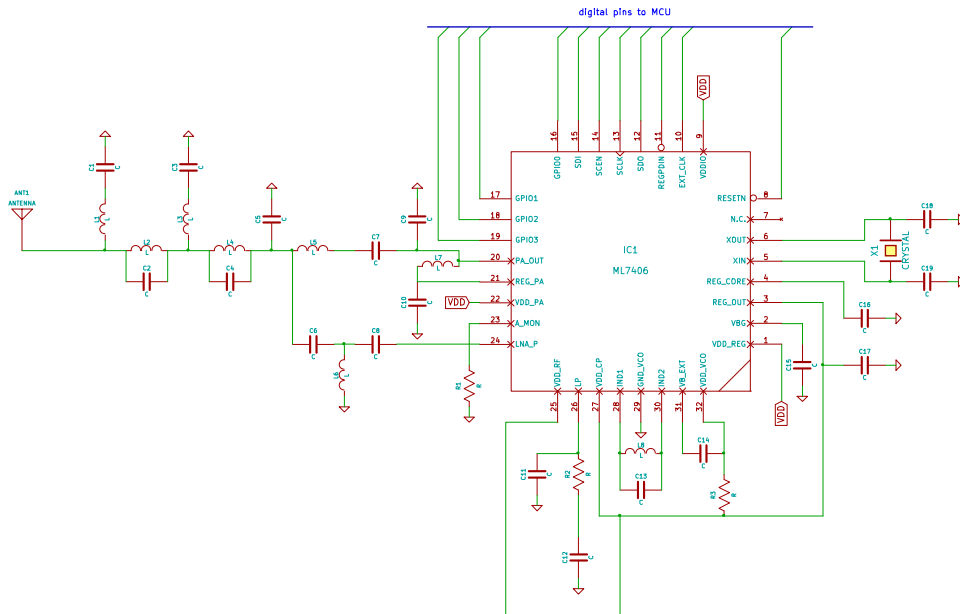 digital pins to MCU
VDD
16 15 14 13 12 11 10 9
GPIO0 SDI SCEN SCLK SDO REGPDIN EXT_CLK VDDIO
C1 C
C3 C
ANT1
ANTENNA
L1 L
L3 L
C5 C
C9 C
17 GPIO1
18 GPIO2
19 GPIO3
20 PA_OUT
21 REG_PA
22 VDD_PA
23 A_MON
24 LNA_P
RESETN 8
N.C. 7
XOUT 6
XIN 5
REG_CORE 4
REG_OUT 3
VBG 2
VDD_REG 1
IC1
ML7406
C18
C
X1
CRYSTAL
C19
C
L2
L
C2
C
L4
L
C4
C
L5
L
C7
C
L7
L
C10 C
VDD
C16
C
C6
C
C8
C
L6 L
R1 R
C15 C
C17
C
VDD
VDD_RF LP VDD_CP IND1 GND_VCO IND2 VB_EXT VDD_VCO
25 26 27 28 29 30 31 32
L8
L
C14
C
C11 C
R2 R
C13
C
R3 R
C12 C